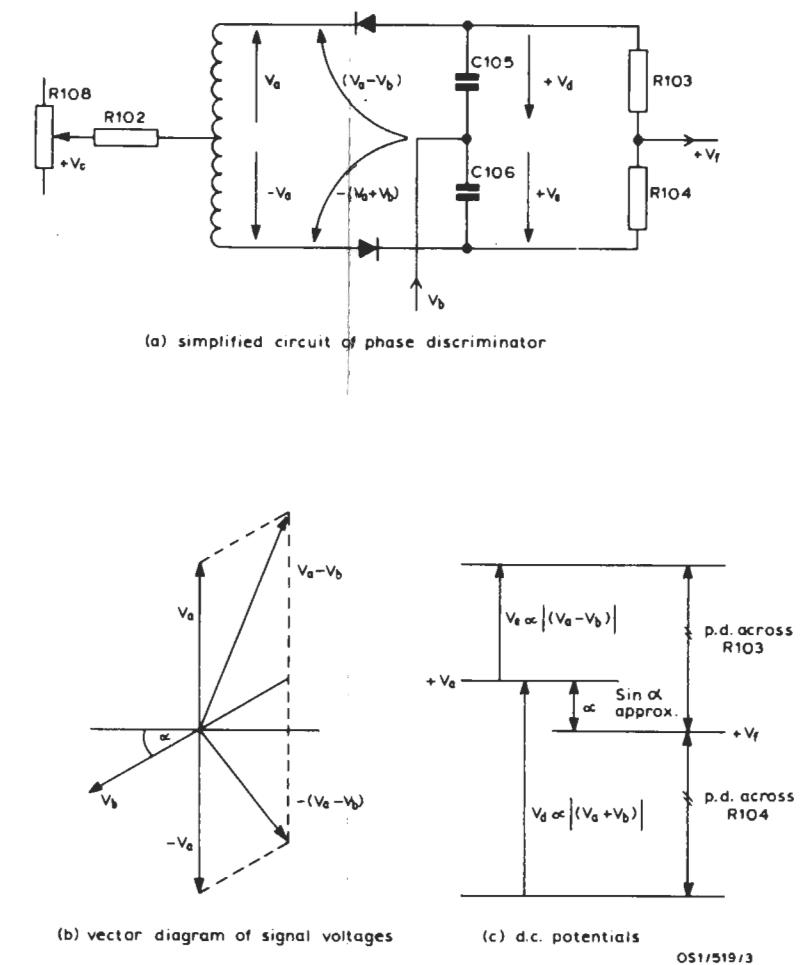 R108
R102
+Vc
Va
-Va
(Va-Vb)
-(Va+Vb)
C105
C106
+Vd
+Ve
R103
R104
+Vf
Vb
(a) simplified circuit of phase discriminator
Va
Va-Vb
α
Vb
-Va
-(Va-Vb)
(b) vector diagram of signal voltages
Ve ∝ |(Va-Vb)|
p.d. across
R103
+Va
∝ Sin α
approx.
+Vf
Vd ∝ |(Va+Vb)|
p.d. across
R104
(c) d.c. potentials
OS1/519/3